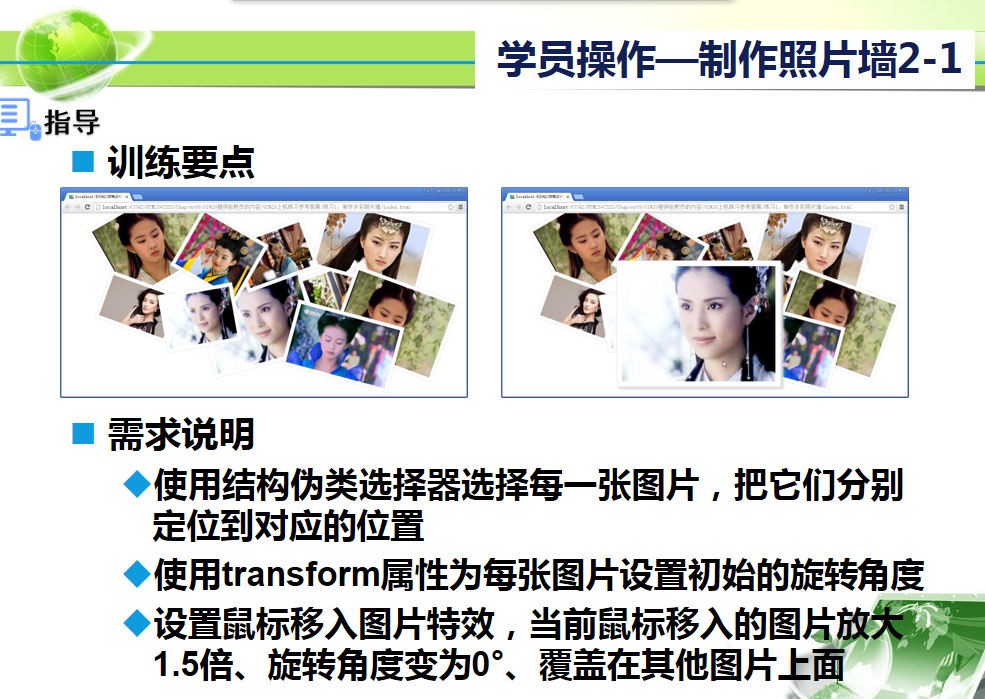 学员操作—制作照片墙2-1
指导
训练要点
需求说明
使用结构伪类选择器选择每一张图片，把它们分别
定位到对应的位置
使用transform属性为每张图片设置初始的旋转角度
设置鼠标移入图片特效，当前鼠标移入的图片放大
1.5倍、旋转角度变为0°、覆盖在其他图片上面